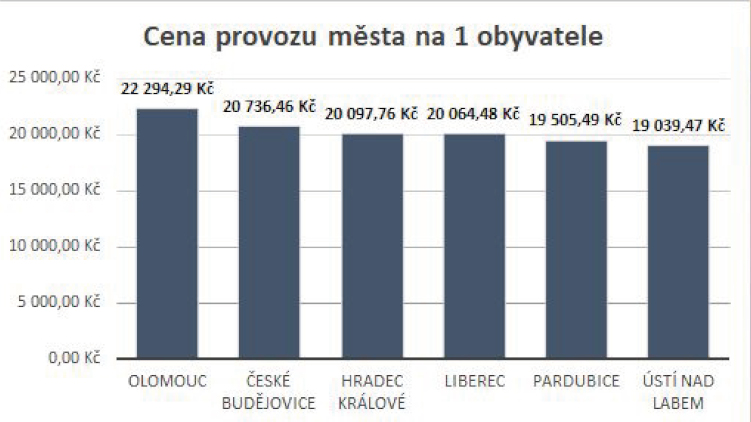 Cena provozu města na 1 obyvatele
25 000,00 Kč
20 000,00 Kč
15 000,00 Kč
10 000,00 Kč
5 000,00 Kč
0,00 Kč
22 294,29 Kč
20 736,46 Kč
20 097,76 Kč
20 064,48 Kč
19 505,49 Kč
19 039,47 Kč
OLOMOUC
ČESKÉ
BUDĚJOVICE
HRADEC
KRÁLOVÉ
LIBEREC
PARDUBICE
ÚSTÍ NAD
LABEM